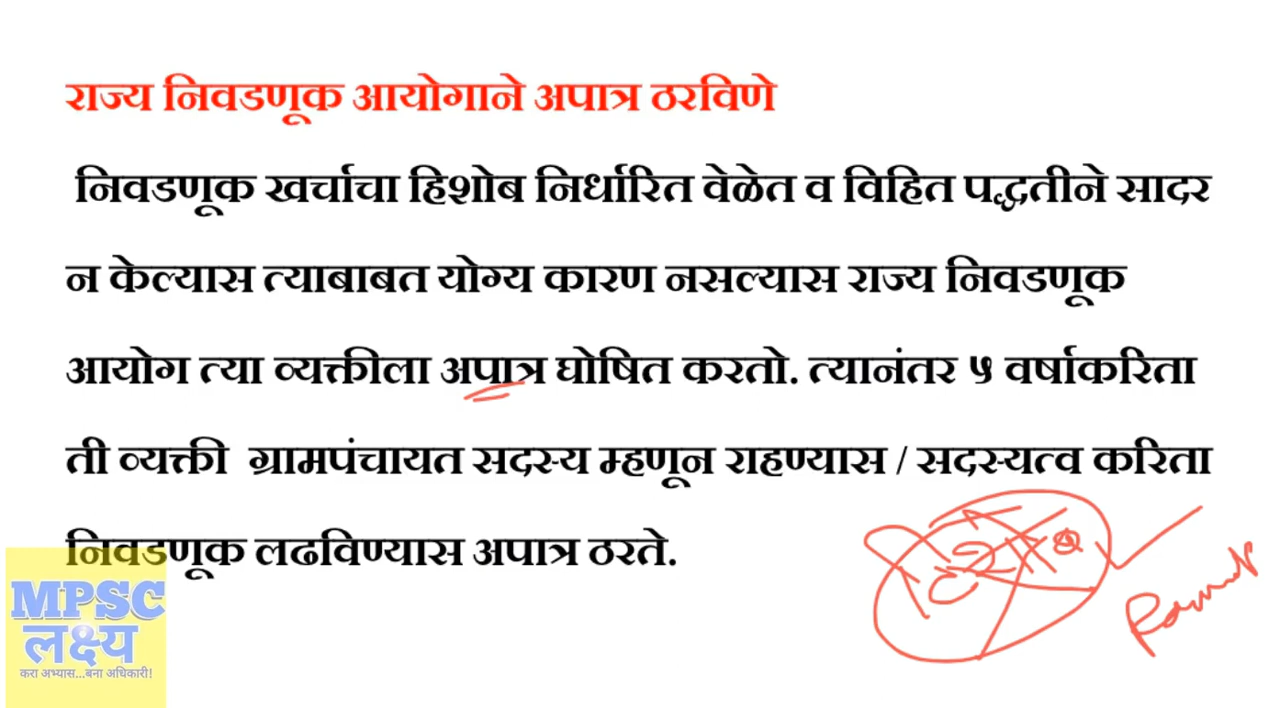 राज्य निवडणूक आयोगाने अपात्र ठरविणे
निवडणूक खर्चाचा हिशोब निर्धारित वेळेत व विहित पद्धतीने सादर
न केल्यास त्याबाबत योग्य कारण नसल्यास राज्य निवडणूक
आयोग त्या व्यक्तीला अपात्र घोषित करतो. त्यानंतर ५ वर्षाकरिता
ती व्यक्ती ग्रामपंचायत सदस्य म्हणून राहण्यास / सदस्यत्व करिता
निवडणूक लढविण्यास अपात्र ठरते.
MPSC
लक्ष्य
करा अभ्यास...बना अधिकारी!